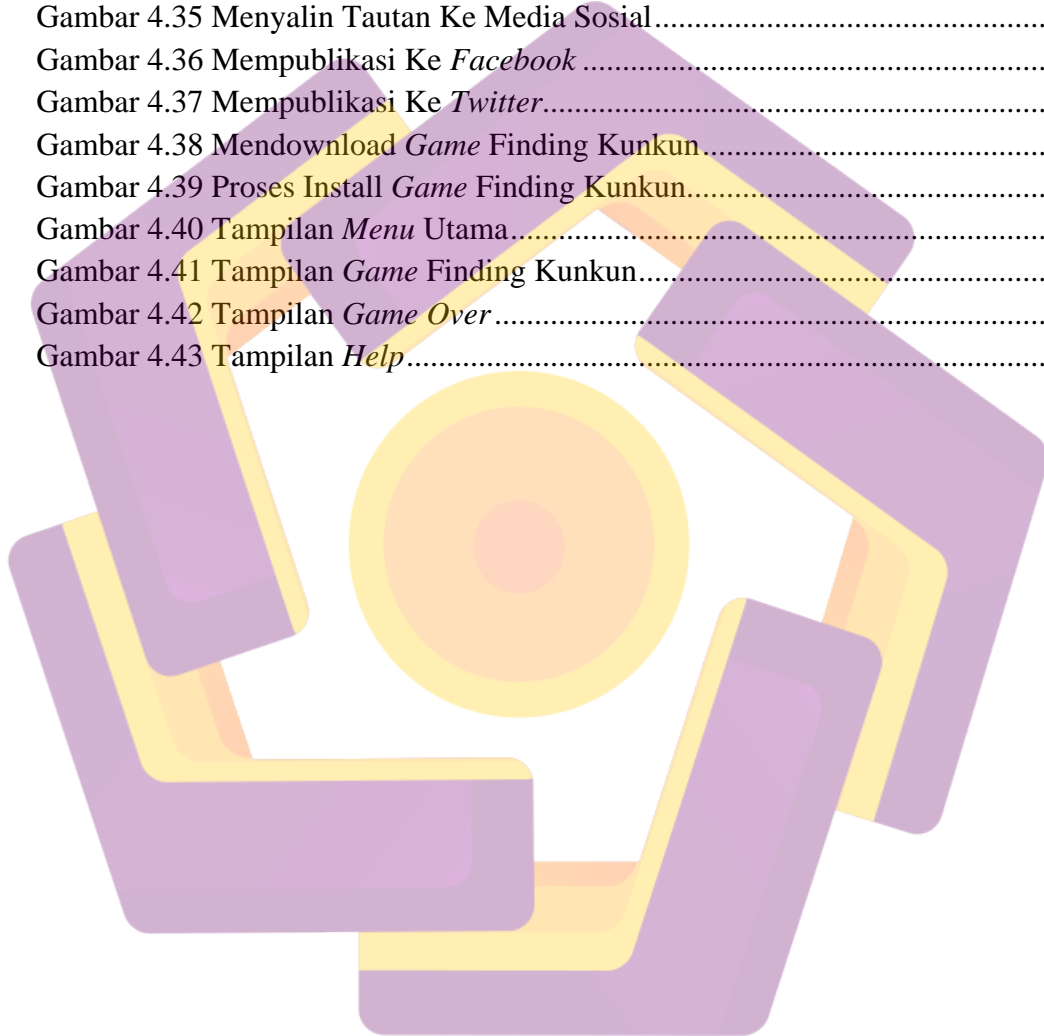 Gambar 4.35 Menyalin Tautan Ke Media Sosial................................................
Gambar 4.36 Mempublikasi Ke Facebook.........................................................
Gambar 4.37 Mempublikasi Ke Twitter..............................................................
Gambar 4.38 Mendownload Game Finding Kunkun..........................................
Gambar 4.39 Proses Install Game Finding Kunkun............................................
Gambar 4.40 Tampilan Menu Utama..................................................................
Gambar 4.41 Tampilan Game Finding Kunkun..................................................
Gambar 4.42 Tampilan Game Over....................................................................
Gambar 4.43 Tampilan Help...............................................................................